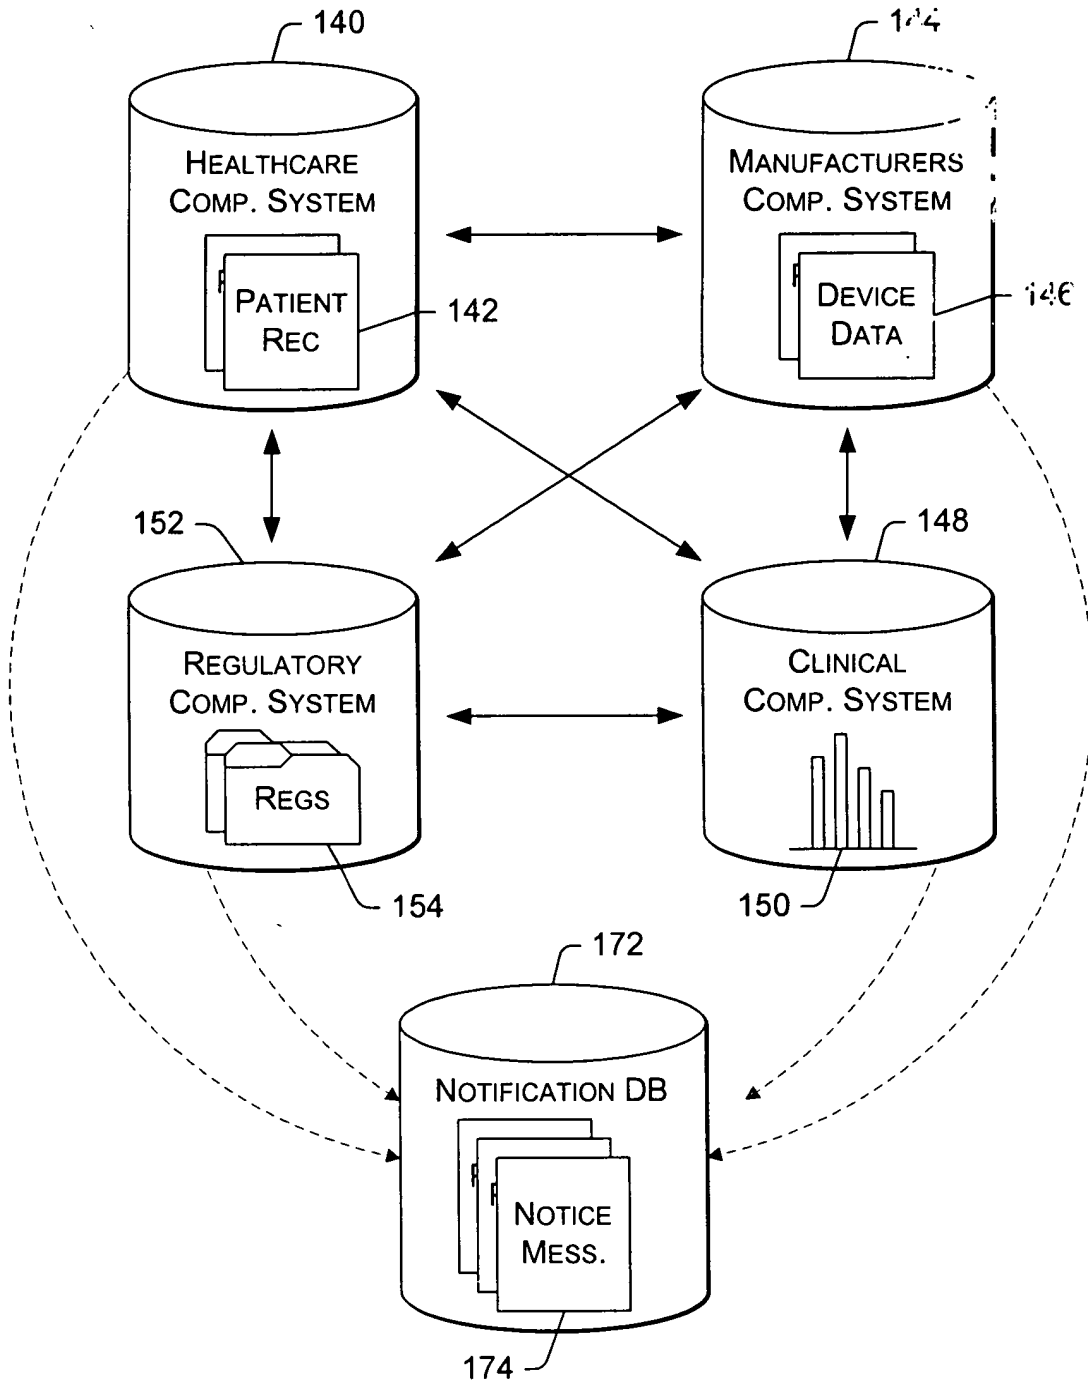 140
144
HEALTHCARE
COMP. SYSTEM
MANUFACTURERS
COMP. SYSTEM
PATIENT
REC
142
DEVICE
DATA
146
152
148
REGULATORY
COMP. SYSTEM
CLINICAL
COMP. SYSTEM
REGS
154
150
172
NOTIFICATION DB
NOTICE
MESS.
174